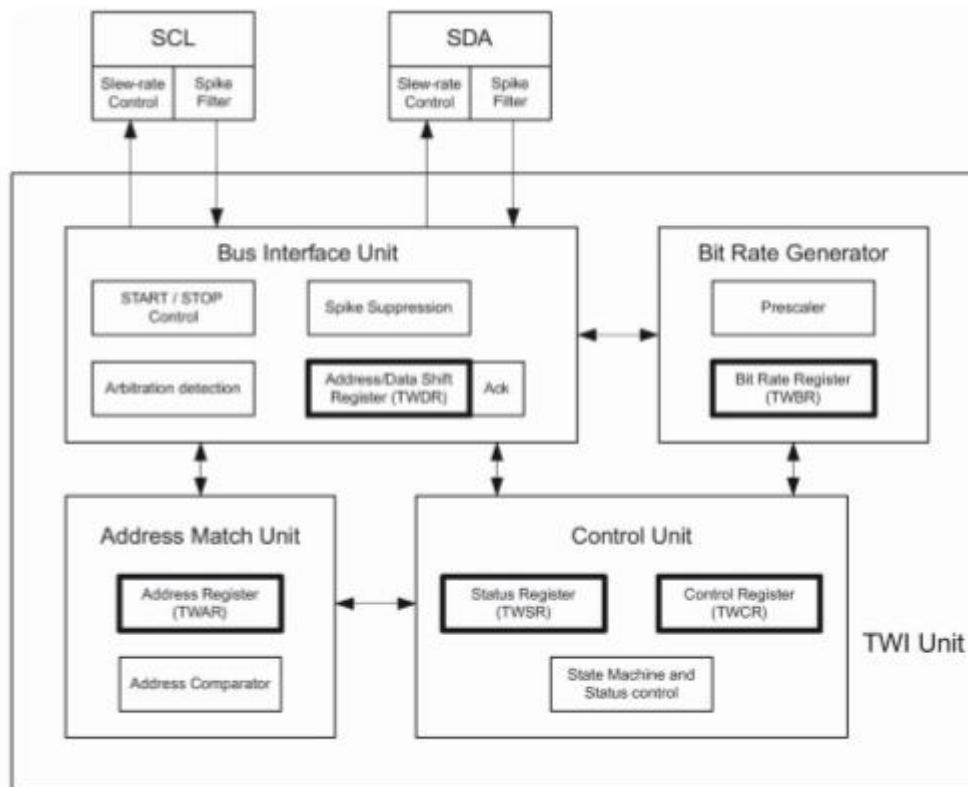 SCL
Slew-rate
Control
Spike
Filter
SDA
Slew-rate
Control
Spike
Filter
Bus Interface Unit
START / STOP
Control
Spike Suppression
Arbitration detection
Address/Data Shift
Register (TWDR)
Ack
Bit Rate Generator
Prescaler
Bit Rate Register
(TWBR)
Address Match Unit
Address Register
(TWAR)
Address Comparator
Control Unit
Status Register
(TWSR)
Control Register
(TWCR)
State Machine and
Status control
TWI Unit